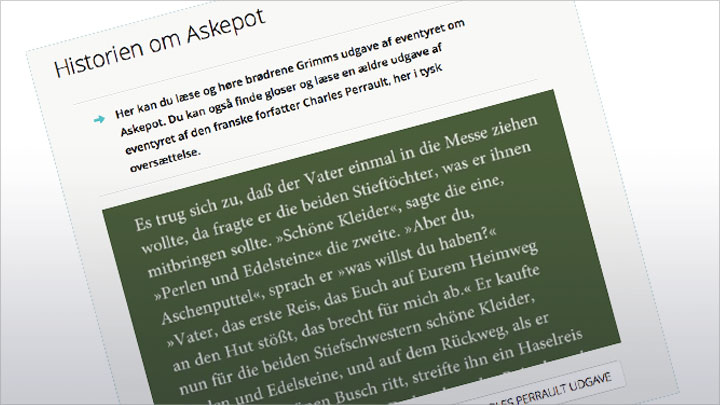 Historien om Askepot
Her kan du læse og høre brødrene Grimms udgave af eventyret om
Askepot. Du kan også finde gloser og læse en ældre udgave af
eventyret af den franske forfatter Charles Perrault, her i tysk
oversættelse.
Es trug sich zu, daß der Vater einmal in die Messe ziehen
wollte, da fragte er die beiden Stieftöchter, was er ihnen
mitbringen sollte. »Schöne Kleider«, sagte die eine,
»Perlen und Edelsteine« die zweite. »Aber du,
Aschenputtel«, sprach er »was willst du haben?«
»Vater, das erste Reis, das Euch auf Eurem Heimweg
an den Hut stößt, das brecht für mich ab.« Er kaufte
nun für die beiden Stiefschwestern schöne Kleider,
und Edelsteine, und auf dem Rückweg, als er
Busch ritt, streifte ihn ein Haselreis
PERRAULT UDGAVE